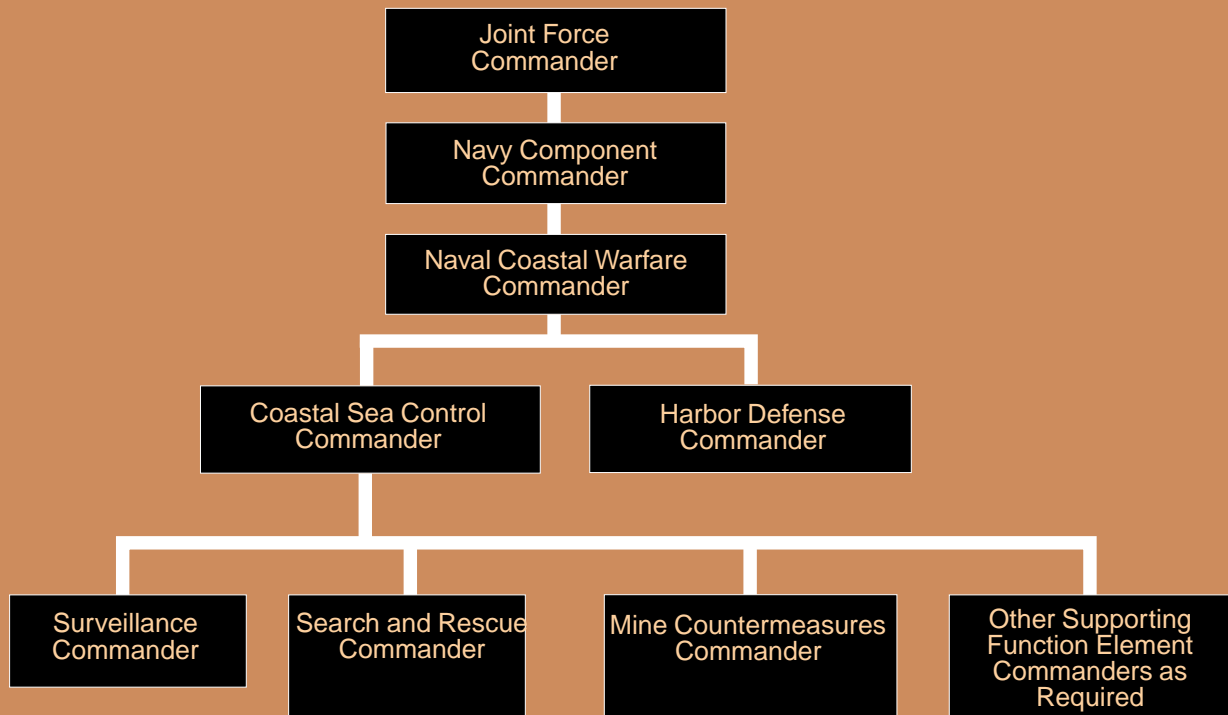 Joint Force
Commander
Navy Component
Commander
Naval Coastal Warfare
Commander
Coastal Sea Control
Commander
Harbor Defense
Commander
Surveillance
Commander
Search and Rescue
Commander
Mine Countermeasures
Commander
Other Supporting
Function Element
Commanders as
Required